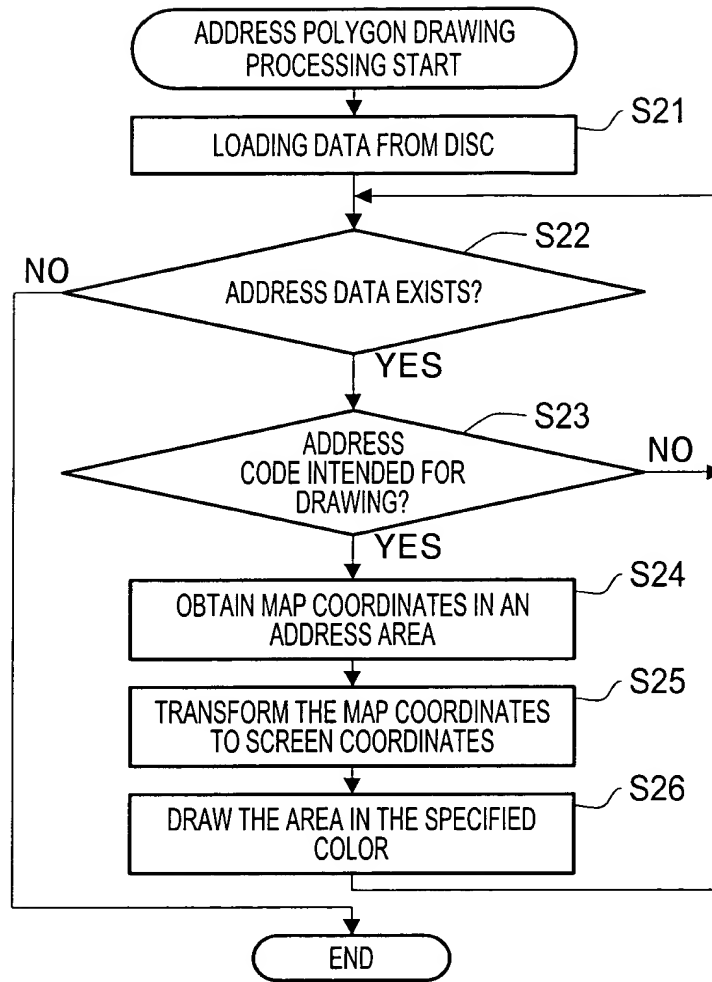 ADDRESS POLYGON DRAWING
PROCESSING START
S21
LOADING DATA FROM DISC
S22
NO
ADDRESS DATA EXISTS?
YES
S23
ADDRESS
CODE INTENDED FOR
DRAWING?
NO
YES
S24
OBTAIN MAP COORDINATES IN AN
ADDRESS AREA
S25
TRANSFORM THE MAP COORDINATES
TO SCREEN COORDINATES
S26
DRAW THE AREA IN THE SPECIFIED
COLOR
END